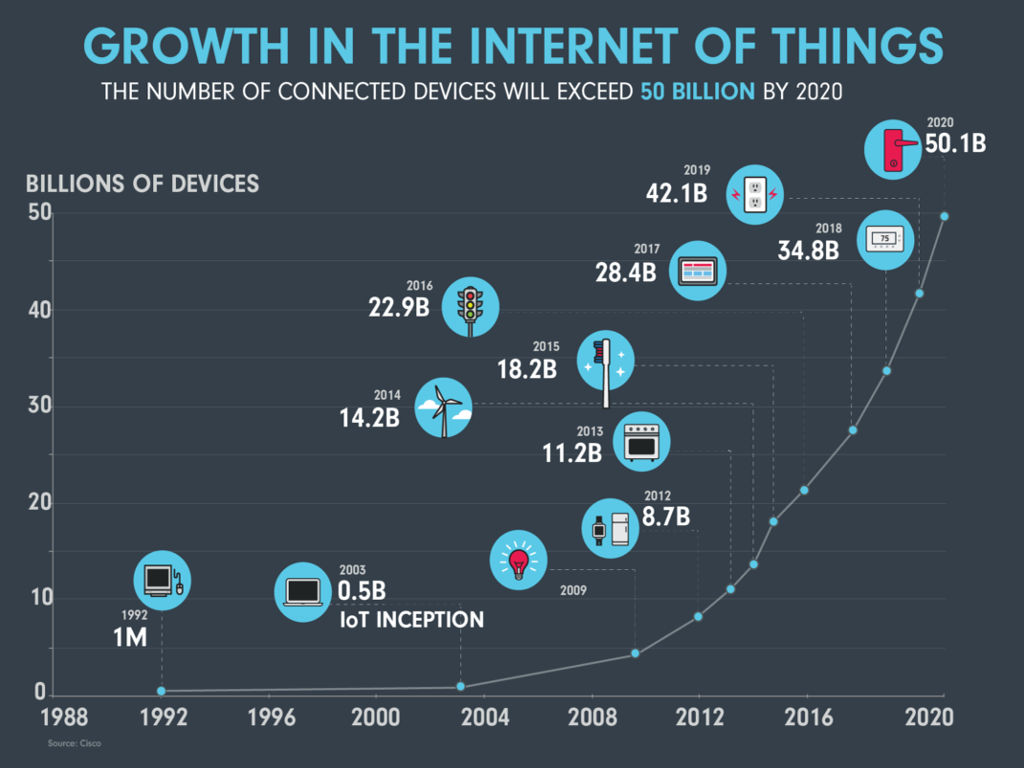 GROWTH IN THE INTERNET OF THINGS
THE NUMBER OF CONNECTED DEVICES WILL EXCEED 50 BILLION BY 2020
BILLIONS OF DEVICES
50
40
30
20
10
0
2020
50.1B
2019
42.1B
2018
34.8B
75
2017
28.4B
2016
22.9B
2015
18.2B
2014
14.2B
2013
11.2B
2012
8.7B
2009
2003
0.5B
IoT INCEPTION
1992
1M
1988 1992 1996 2000 2004 2008 2012 2016 2020
Source: Cisco